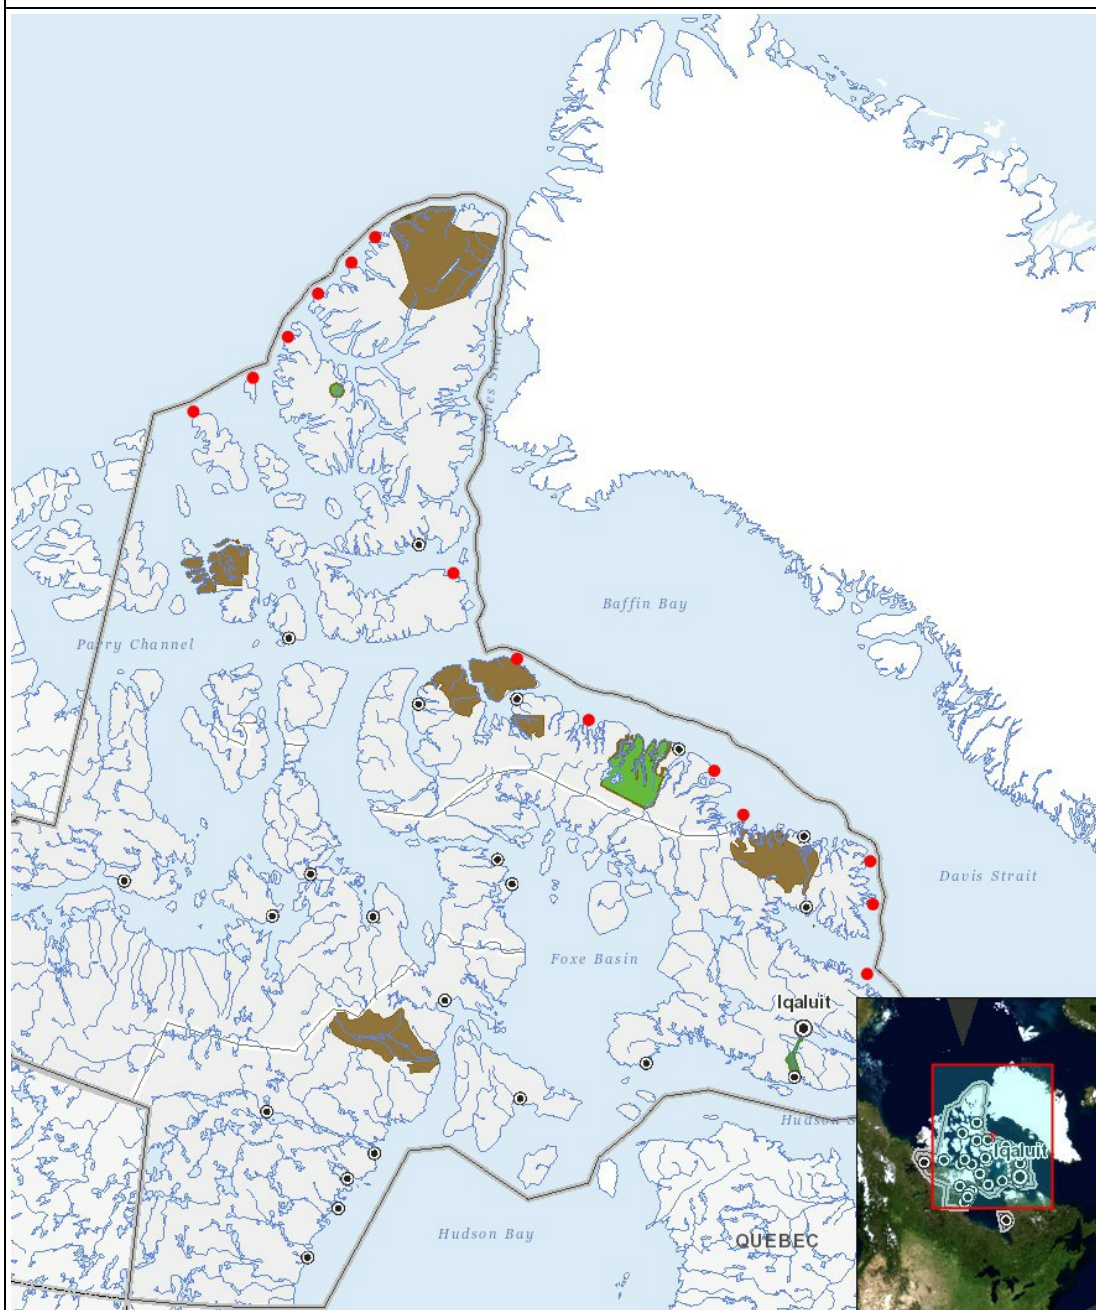 Baffin Bay
Parry Channel
Davis Strait
Foxe Basin
Iqaluit
Iqaluit
Hudson Bay
QUEBEC